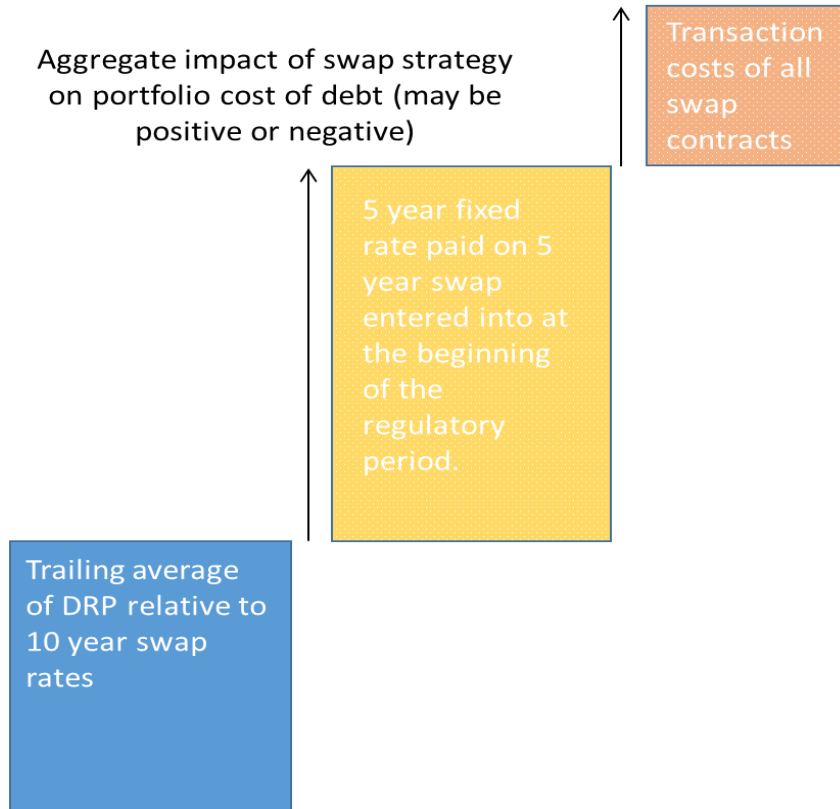 Aggregate impact of swap strategy
on portfolio cost of debt (may be
positive or negative)
Transaction
costs of all
swap
contracts
5 year fixed
rate paid on 5
year swap
entered into at
the beginning
of the
regulatory
period.
Trailing average
of DRP relative to
10 year swap
rates